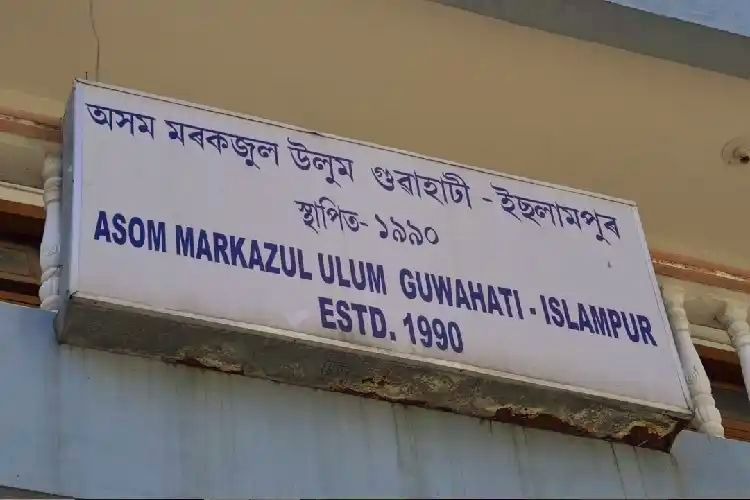 অসম মৰকজুল উলুম গুৱাহাটী - ইছলামপুৰ
স্থাপিত- ১৯৯০
ASOM MARKAZUL ULUM GUWAHATI - ISLAMPUR
ESTD. 1990